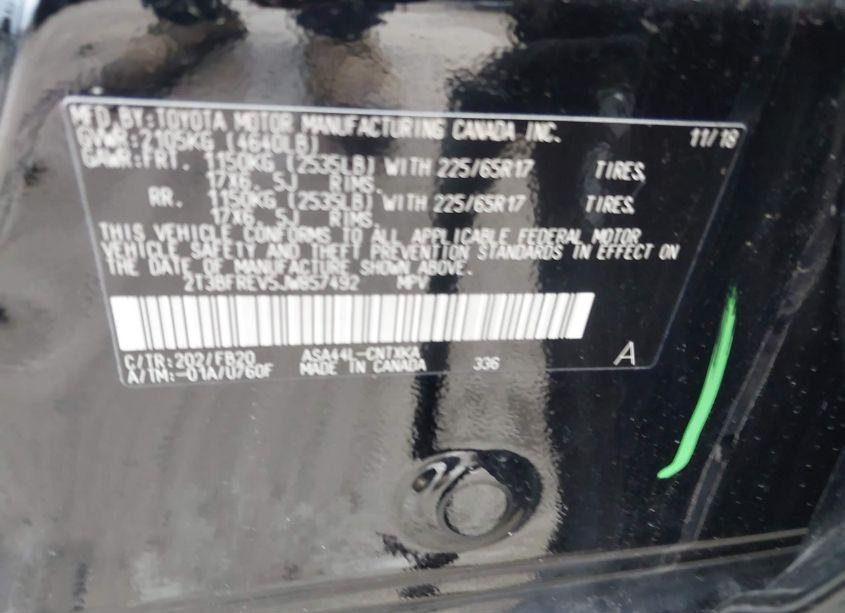 MFD. BY: TOYOTA MOTOR MANUFACTURING CANADA INC. 11/18
GVWR: 2105KG (4640LB)
GAWR: FRT. 1150KG (2535LB) WITH 225/65R17 TIRES,
17X6.5J RIMS,
RR. 1150KG (2535LB) WITH 225/65R17 TIRES,
17X6.5J RIMS,
THIS VEHICLE CONFORMS TO ALL APPLICABLE FEDERAL MOTOR
VEHICLE SAFETY AND THEFT PREVENTION STANDARDS IN EFFECT ON
THE DATE OF MANUFACTURE SHOWN ABOVE.
2T3BFREV5JW857492 MPV
C/TR: 202/FB20 ASA44L-CNTXKA A
A/TM: -01A/U760F MADE IN CANADA 336